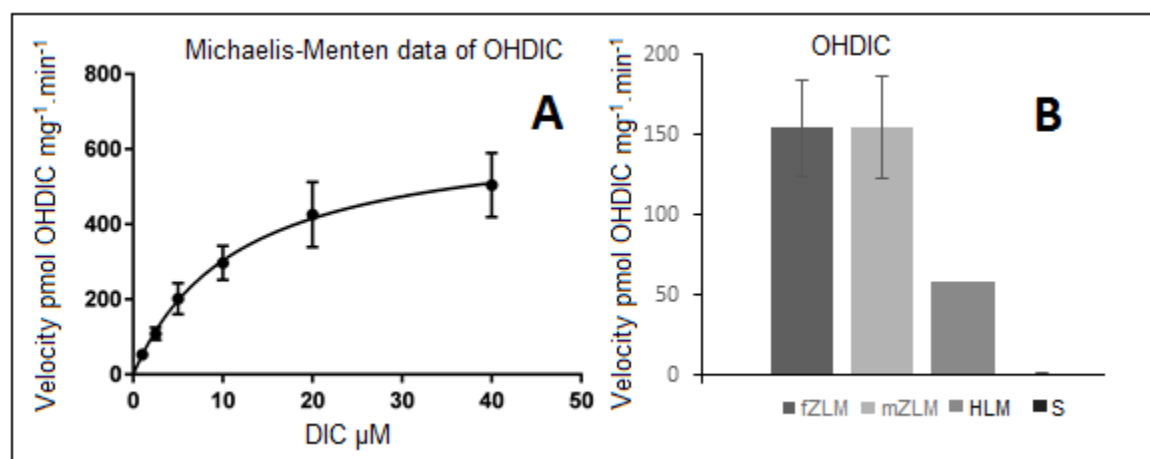 Michaelis-Menten data of OHDIC
A
Velocity pmol OHDIC mg⁻¹.min⁻¹
800
600
400
200
0
0 10 20 30 40 50
DIC µM
OHDIC
B
Velocity pmol OHDIC mg⁻¹.min⁻¹
200
150
100
50
0
fZLM mZLM HLM S